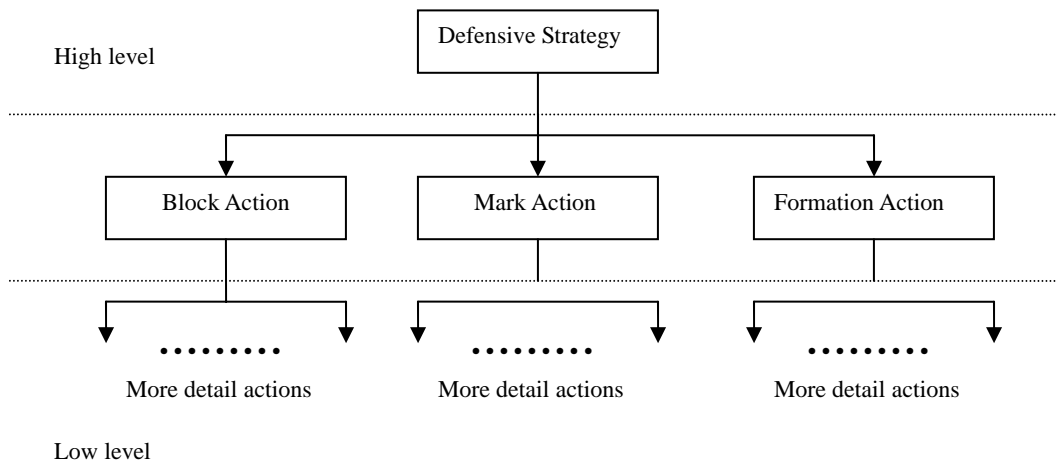 Defensive Strategy
High level
Block Action
Mark Action
Formation Action
More detail actions
More detail actions
More detail actions
Low level